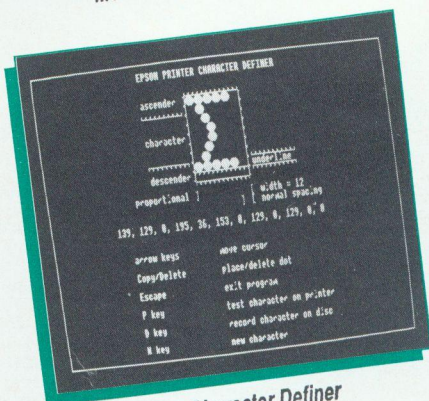 EPSON PRINTER CHARACTER DEFINER
ascender
character
underline
descender
proportional ] ] [ width = 12
[ normal spacing
139, 129, 0, 195, 36, 153, 0, 129, 0, 129, 0, 0
arrow keys move cursor
Copy/Delete place/delete dot
Escape exit program
P key test character on printer
D key record character on disc
N key new character
Character Definer